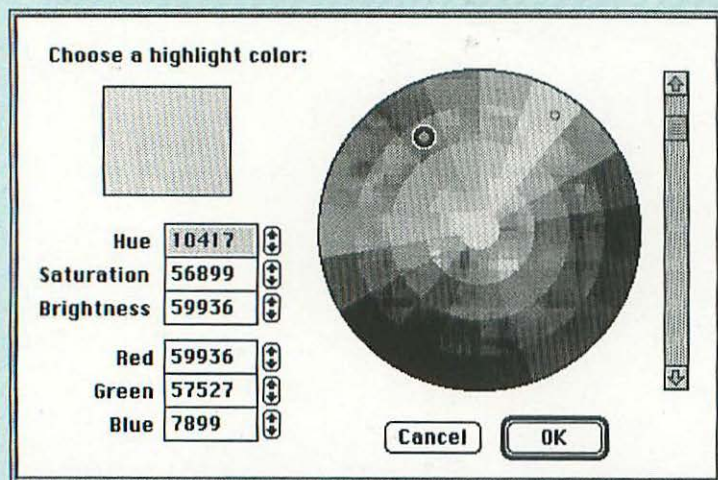 Choose a highlight color:
Hue 10417
Saturation 56899
Brightness 59936
Red 59936
Green 57527
Blue 7899
Cancel OK